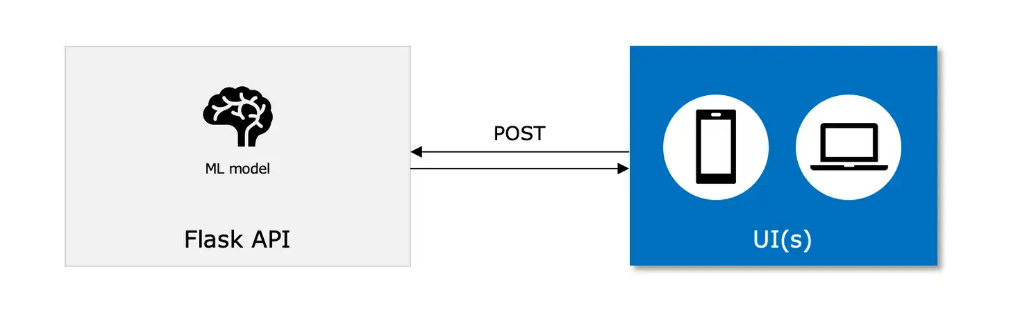 POST
ML model
Flask API
UI(s)